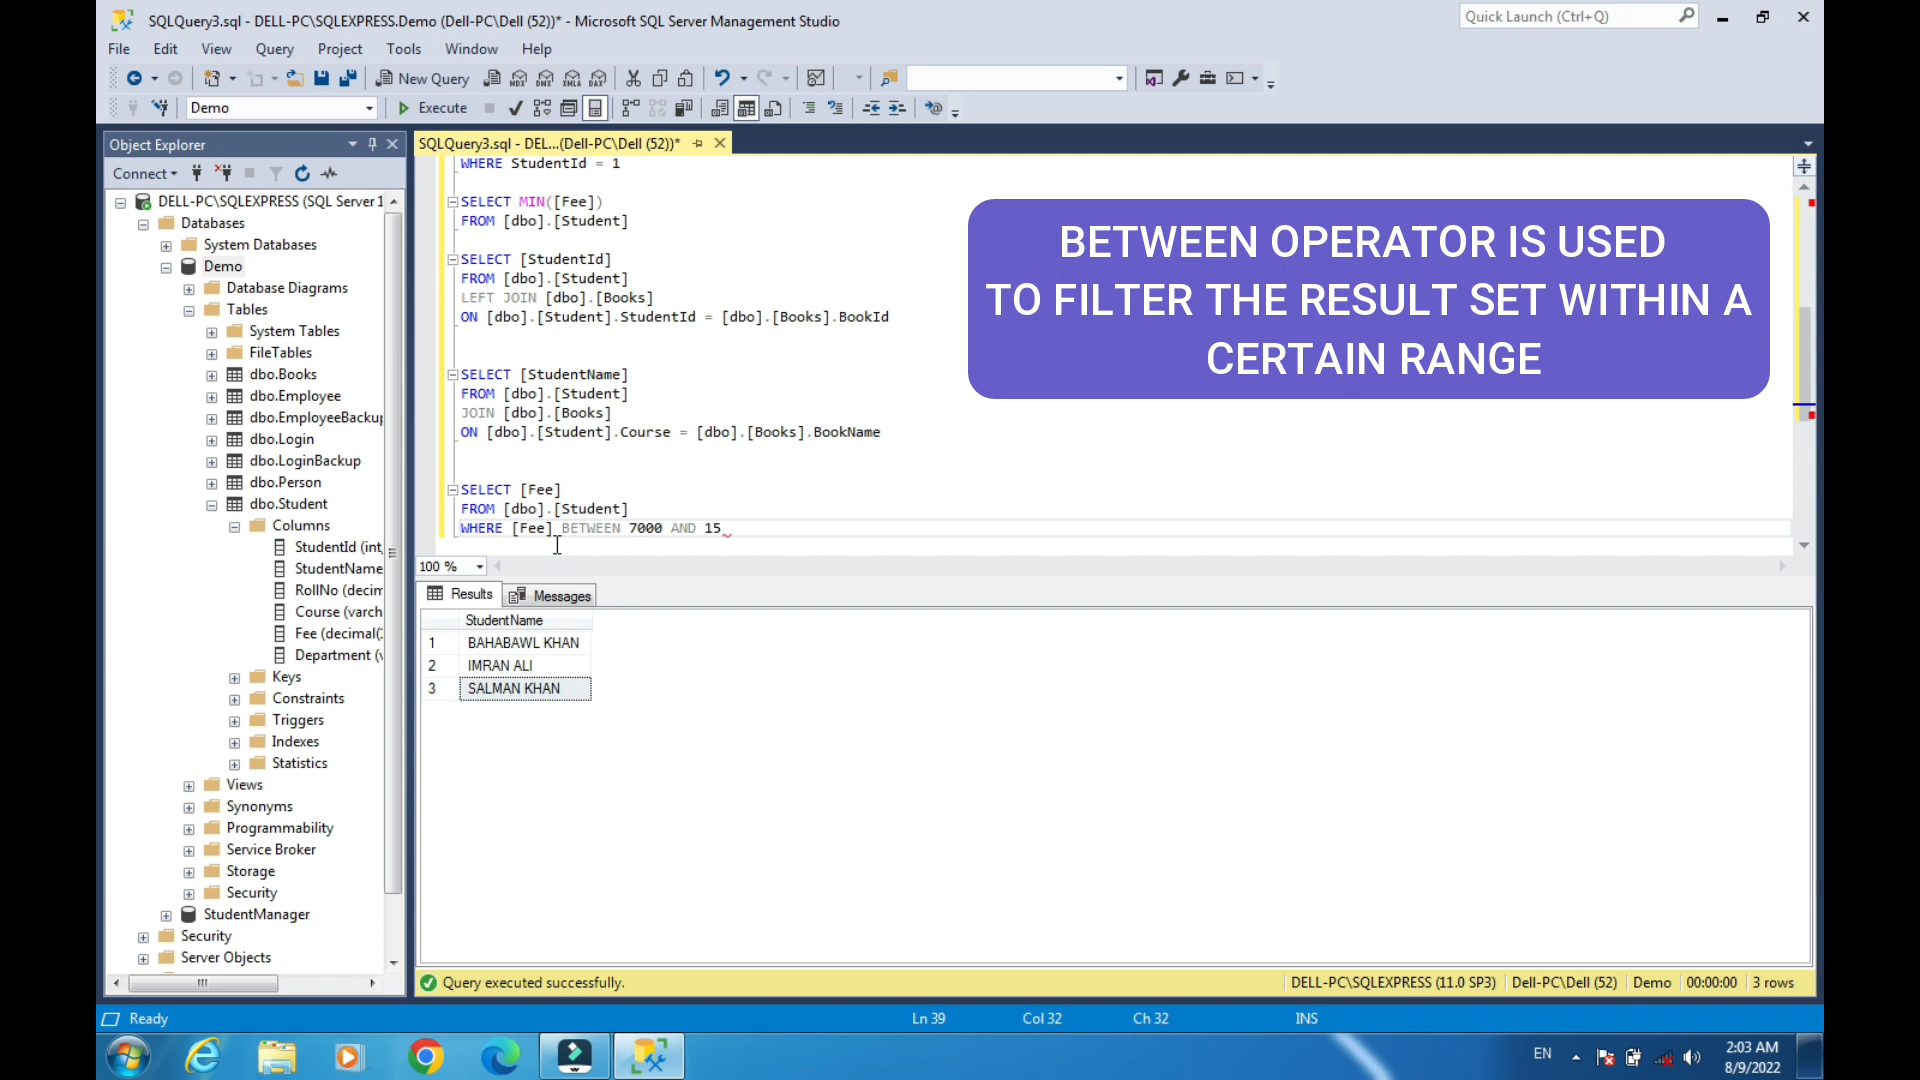 SQLQuery3.sql - DELL-PC\SQLEXPRESS.Demo (Dell-PC\Dell (52))* - Microsoft SQL Server Management Studio
Quick Launch (Ctrl+Q)
File Edit View Query Project Tools Window Help
New Query MDX DMX XMLA DAX
Demo Execute
Object Explorer
SQLQuery3.sql - DEL...(Dell-PC\Dell (52))*
Connect
DELL-PC\SQLEXPRESS (SQL Server 1
Databases
System Databases
Demo
Database Diagrams
Tables
System Tables
FileTables
dbo.Books
dbo.Employee
dbo.EmployeeBackup
dbo.Login
dbo.LoginBackup
dbo.Person
dbo.Student
Columns
StudentId (int,
StudentName
RollNo (decim
Course (varch
Fee (decimal(
Department (v
Keys
Constraints
Triggers
Indexes
Statistics
Views
Synonyms
Programmability
Service Broker
Storage
Security
StudentManager
Security
Server Objects
WHERE StudentId = 1
SELECT MIN([Fee])
FROM [dbo].[Student]
SELECT [StudentId]
FROM [dbo].[Student]
LEFT JOIN [dbo].[Books]
ON [dbo].[Student].StudentId = [dbo].[Books].BookId
SELECT [StudentName]
FROM [dbo].[Student]
JOIN [dbo].[Books]
ON [dbo].[Student].Course = [dbo].[Books].BookName
SELECT [Fee]
FROM [dbo].[Student]
WHERE [Fee] BETWEEN 7000 AND 15
BETWEEN OPERATOR IS USED
TO FILTER THE RESULT SET WITHIN A
CERTAIN RANGE
100 %
Results Messages
StudentName
1 BAHABAWL KHAN
2 IMRAN ALI
3 SALMAN KHAN
Query executed successfully. DELL-PC\SQLEXPRESS (11.0 SP3) Dell-PC\Dell (52) Demo 00:00:00 3 rows
Ready Ln 39 Col 32 Ch 32 INS
EN 2:03 AM
8/9/2022